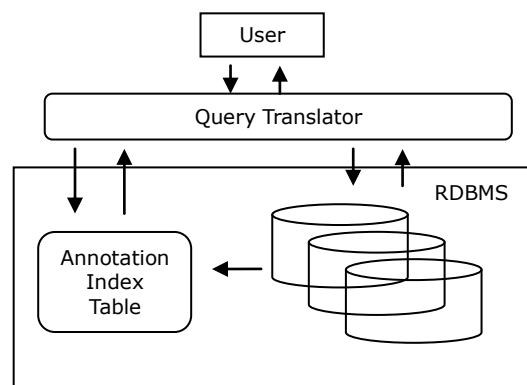 User
Query Translator
RDBMS
Annotation
Index
Table